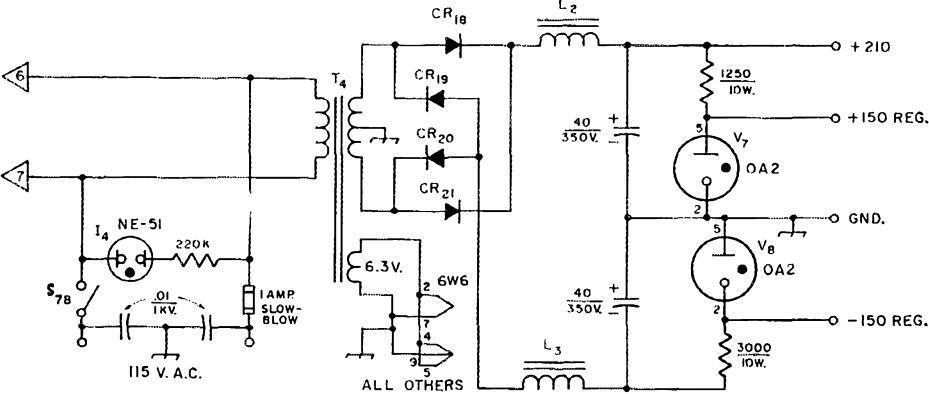 CR18
L2
+210
6
T4
CR19
1250
10W.
+150 REG.
40
350V.
+
−
5
V7
OA2
CR20
7
CR21
2
GND.
I4
NE-51
220K
5
V8
OA2
6.3V.
6W6
2
S7B
.01
1KV.
1 AMP.
SLOW-
BLOW
40
350V.
+
−
2
−150 REG.
7
4
9
5
L3
3000
10W.
115 V. A.C.
ALL OTHERS